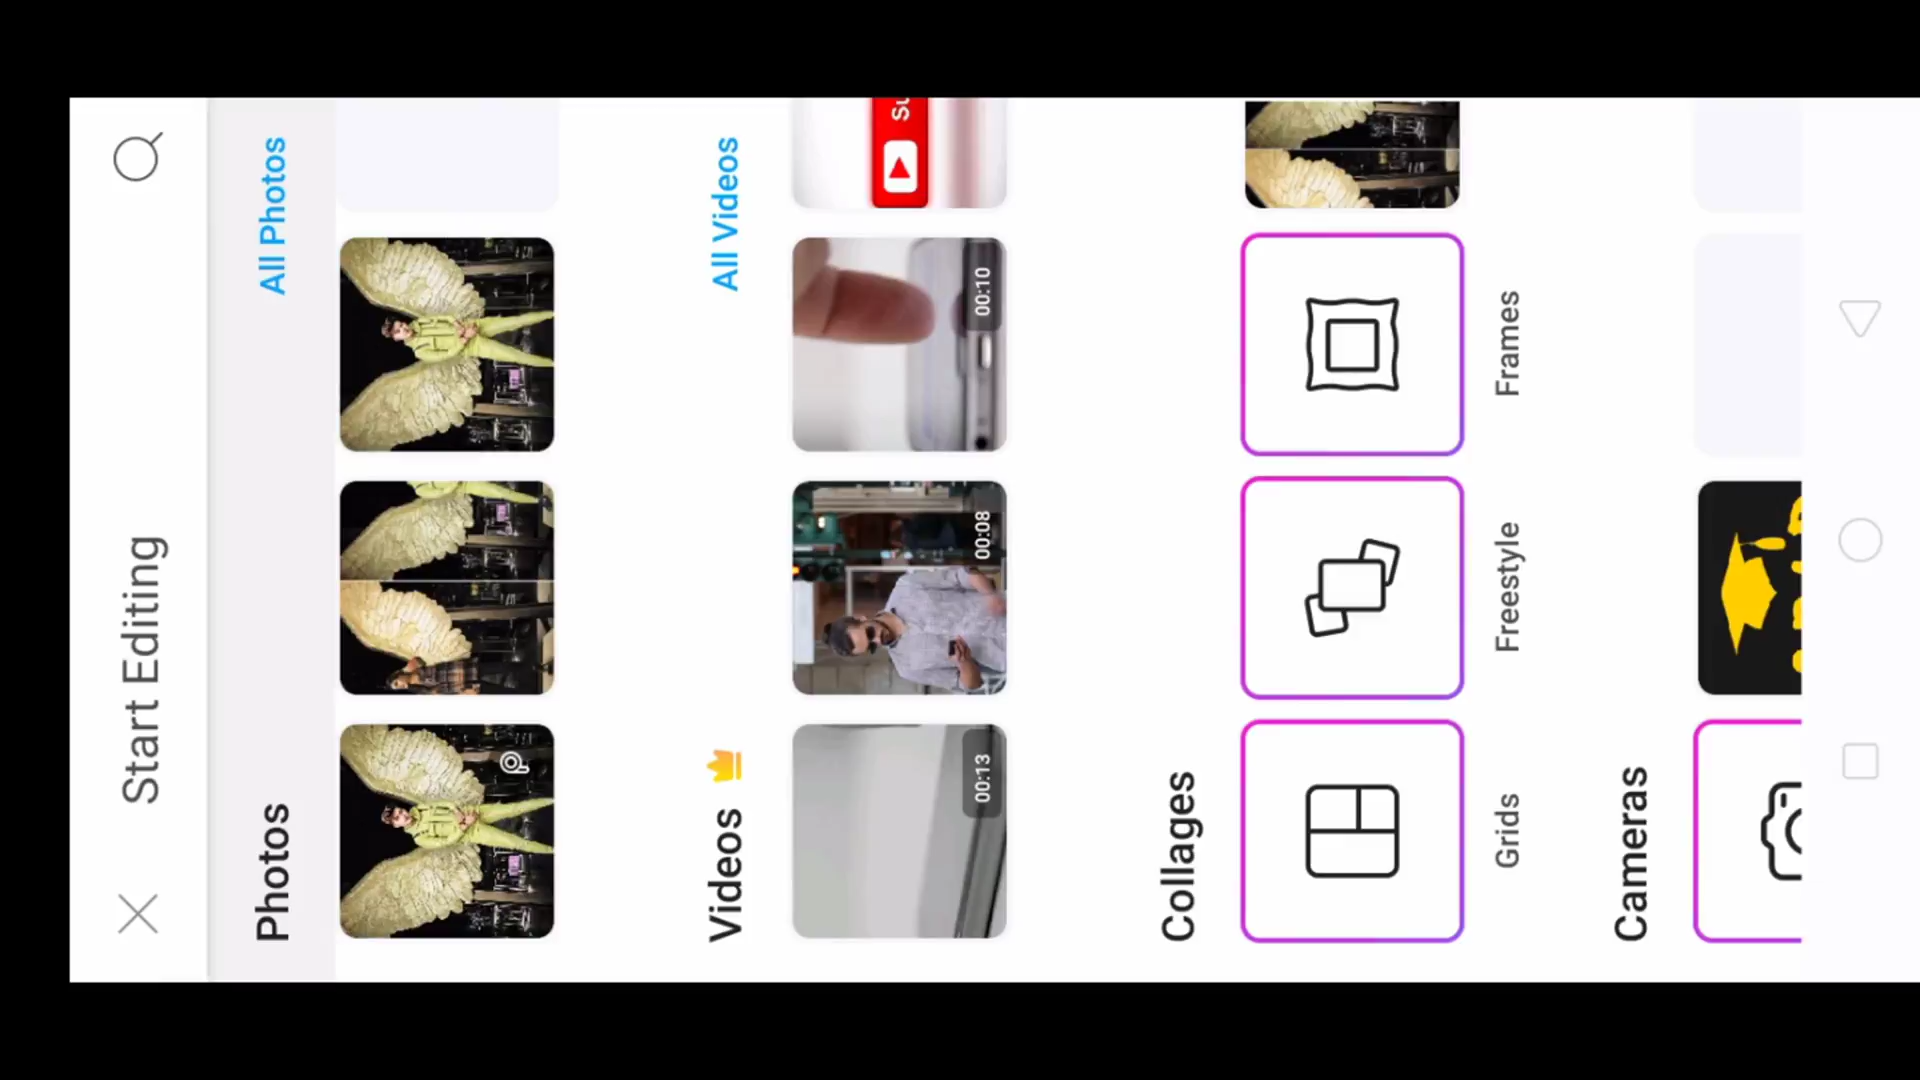 Start Editing
Photos
All Photos
Videos
All Videos
00:13
00:08
00:10
Collages
Grids
Freestyle
Frames
Cameras